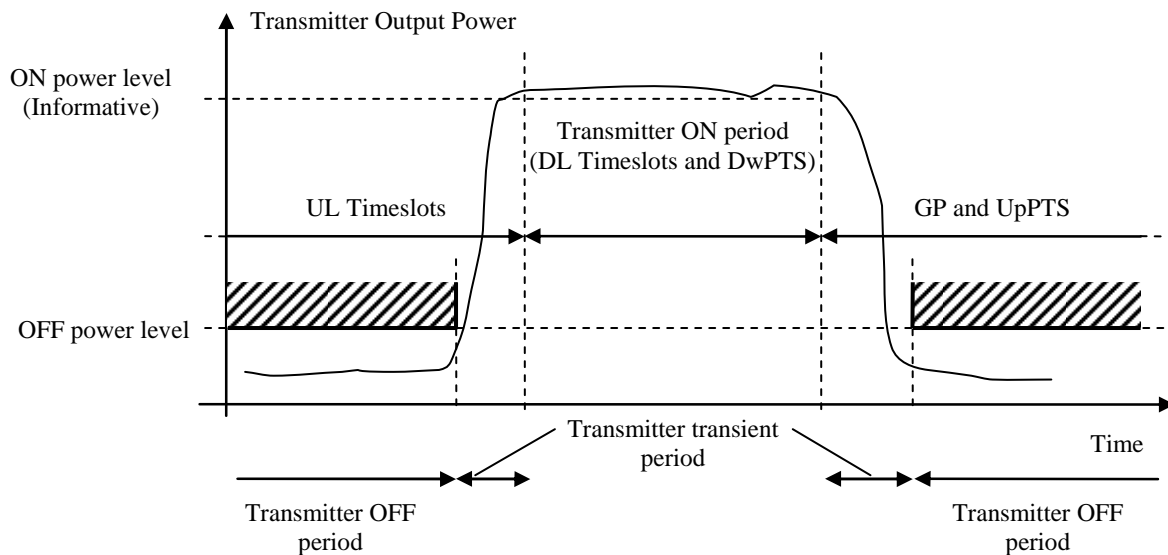 Transmitter Output Power
ON power level
(Informative)
Transmitter ON period
(DL Timeslots and DwPTS)
UL Timeslots
GP and UpPTS
OFF power level
Transmitter transient
period
Time
Transmitter OFF
period
Transmitter OFF
period